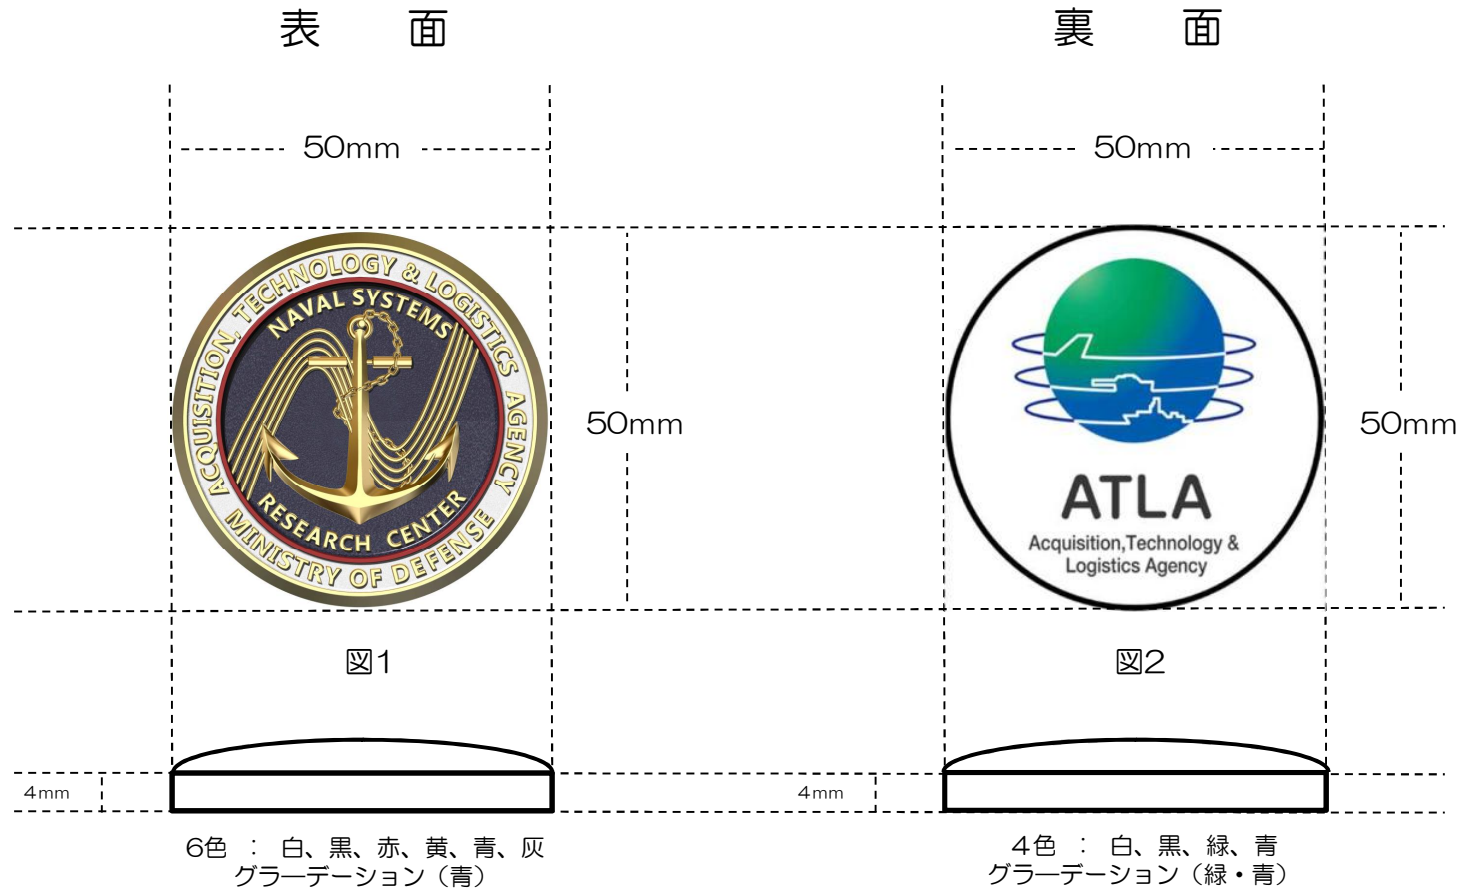 表　面
裏　面
50mm
50mm
ACQUISITION, TECHNOLOGY & LOGISTICS AGENCY
MINISTRY OF DEFENSE
NAVAL SYSTEMS
RESEARCH CENTER
50mm
ATLA
Acquisition,Technology &
Logistics Agency
50mm
図1
図2
4mm
4mm
6色　：　白、黒、赤、黄、青、灰
グラ―デーション（青）
4色　：　白、黒、緑、青
グラ―デーション（緑・青）